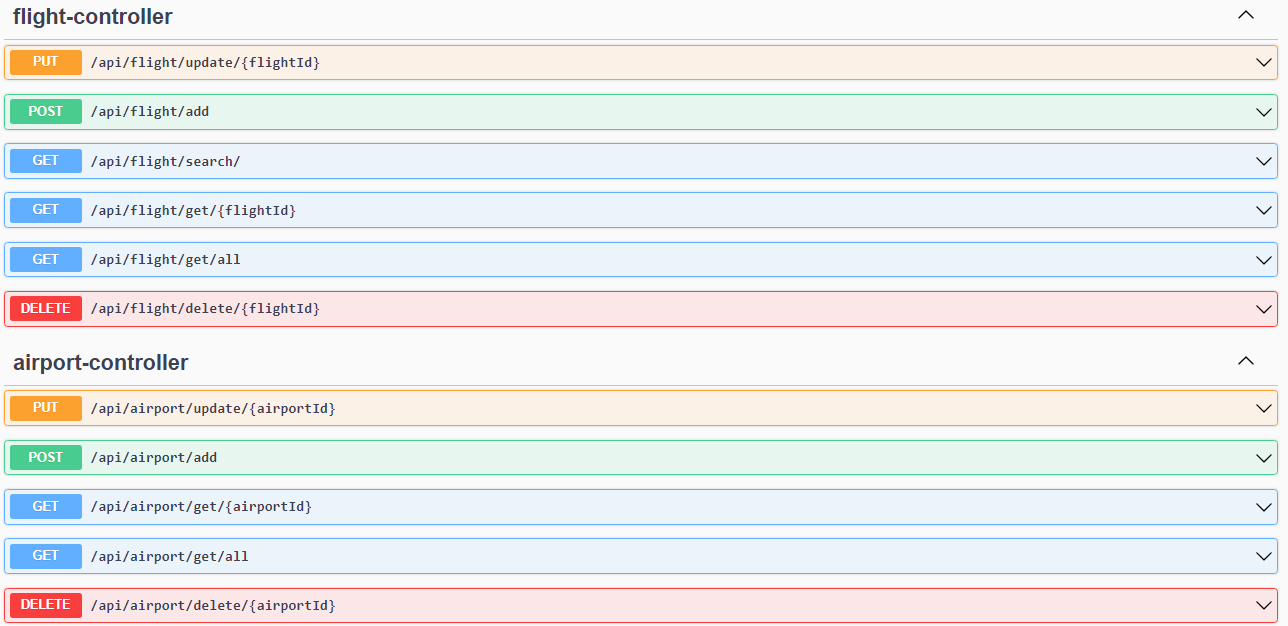 flight-controller
PUT /api/flight/update/{flightId}
POST /api/flight/add
GET /api/flight/search/
GET /api/flight/get/{flightId}
GET /api/flight/get/all
DELETE /api/flight/delete/{flightId}
airport-controller
PUT /api/airport/update/{airportId}
POST /api/airport/add
GET /api/airport/get/{airportId}
GET /api/airport/get/all
DELETE /api/airport/delete/{airportId}